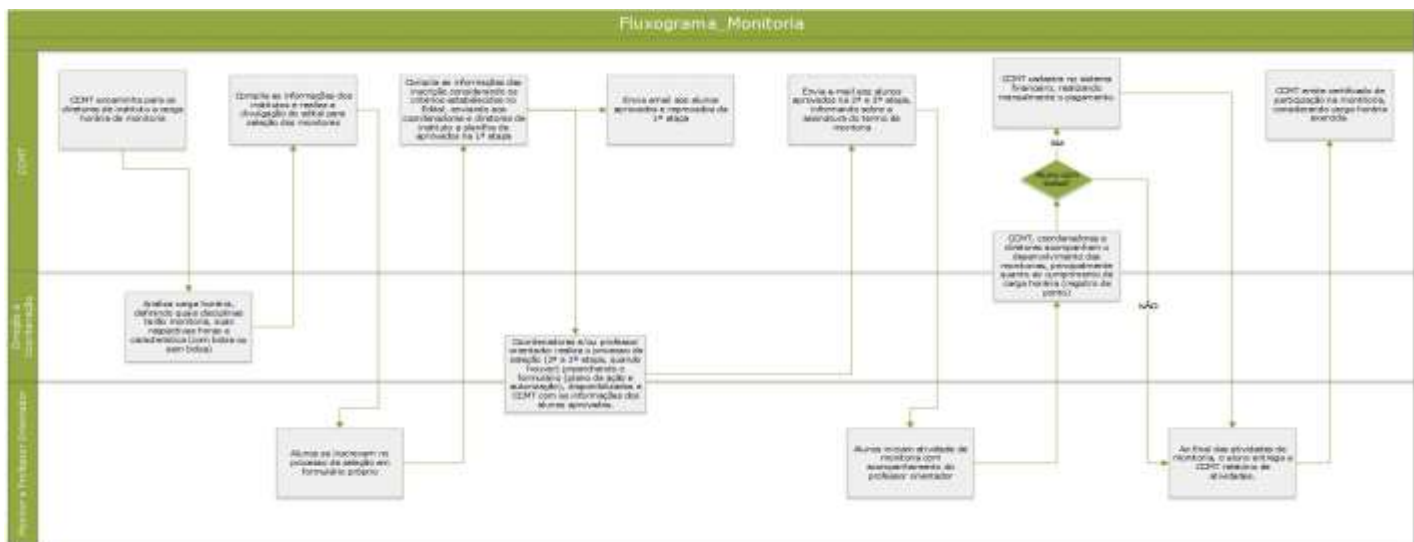 Fluxograma_Monitoria
CCMT
CCMT encaminha para os
diretores de instituto a carga
horária de monitoria
Compila as informações dos
institutos e realiza a
divulgação do edital para
seleção dos monitores
Compila as informações das
inscrição considerando os
critérios estabelecidos no
Edital, enviando aos
coordenadores e diretores de
instituto a planilha de
aprovados na 1ª etapa
Envia email aos alunos
aprovados e reprovados da
1ª etapa
Envia e-mail aos alunos
aprovados na 2ª e 3ª etapa,
informando sobre a
assinatura do termo de
monitoria
CCMT cadastra no sistema
financeiro, realizando
mensalmente o pagamento.
CCMT emite certificado de
participação na monitoria,
considerando carga horária
exercida.
CCMT, coordenadores e
diretores acompanham o
desenvolvimento das
monitorias, principalmente
quanto ao cumprimento da
carga horária (registro de
ponto)
NÃO
Direção e
Coordenação
Analisa carga horária,
definindo quais disciplinas
terão monitoria, suas
respectivas horas e
característica (com bolsa ou
sem bolsa)
Coordenadores e/ou professor
orientador realiza o processo de
seleção (2ª e 3ª etapa,
quando houver) preenchendo o
formulário (plano de ação e
autorização), disponibilizados a
CCMT com as informações dos
alunos aprovados.
Monitor e Professor Orientador
Alunos se inscrevem no
processo de seleção em
formulário próprio
Alunos iniciam atividade de
monitoria com
acompanhamento do
professor orientador
Ao final das atividades de
monitoria, o aluno entrega a
CCMT relatório de
atividades.